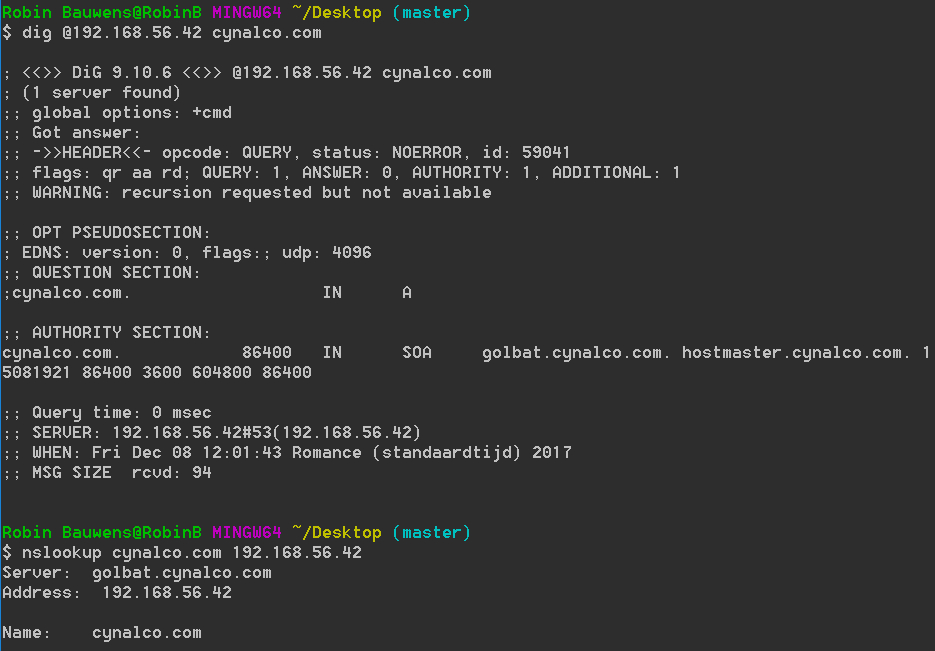 Robin Bauwens@RobinB MINGW64 ~/Desktop (master)
$ dig @192.168.56.42 cynalco.com
; <<>> DiG 9.10.6 <<>> @192.168.56.42 cynalco.com
; (1 server found)
;; global options: +cmd
;; Got answer:
;; ->>HEADER<<- opcode: QUERY, status: NOERROR, id: 59041
;; flags: qr aa rd; QUERY: 1, ANSWER: 0, AUTHORITY: 1, ADDITIONAL: 1
;; WARNING: recursion requested but not available
;; OPT PSEUDOSECTION:
; EDNS: version: 0, flags:; udp: 4096
;; QUESTION SECTION:
;cynalco.com. IN A
;; AUTHORITY SECTION:
cynalco.com. 86400 IN SOA golbat.cynalco.com. hostmaster.cynalco.com. 1
5081921 86400 3600 604800 86400
;; Query time: 0 msec
;; SERVER: 192.168.56.42#53(192.168.56.42)
;; WHEN: Fri Dec 08 12:01:43 Romance (standaardtijd) 2017
;; MSG SIZE rcvd: 94
Robin Bauwens@RobinB MINGW64 ~/Desktop (master)
$ nslookup cynalco.com 192.168.56.42
Server: golbat.cynalco.com
Address: 192.168.56.42
Name: cynalco.com